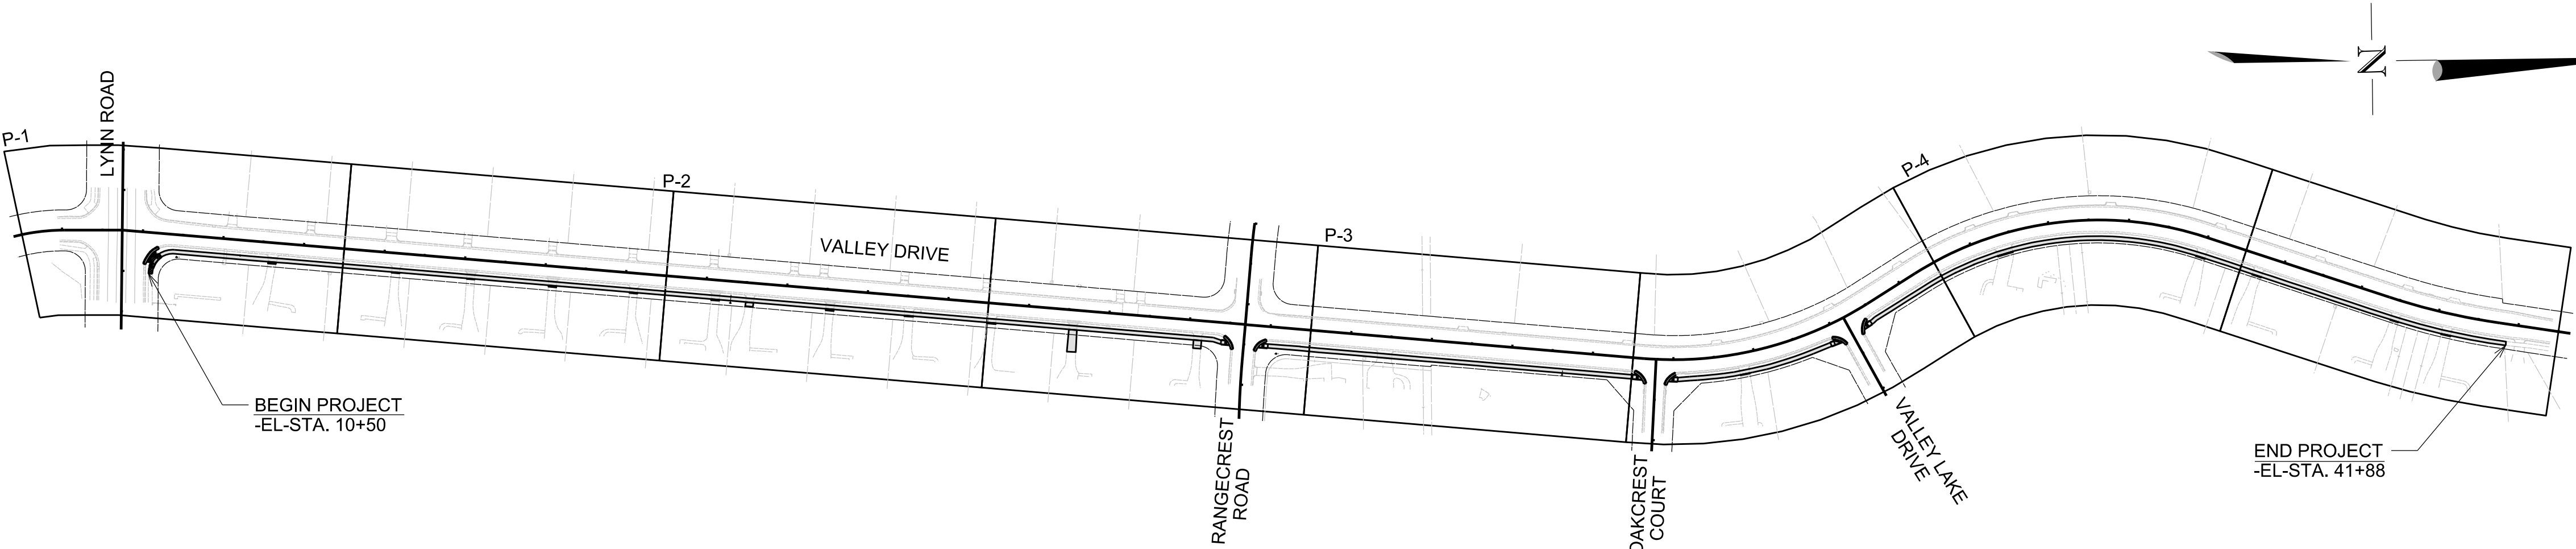 N
P-1
LYNN ROAD
P-2
VALLEY DRIVE
P-3
P-4
BEGIN PROJECT
-EL-STA. 10+50
RANGECREST
ROAD
OAKCREST
COURT
VALLEY LAKE
DRIVE
END PROJECT
-EL-STA. 41+88